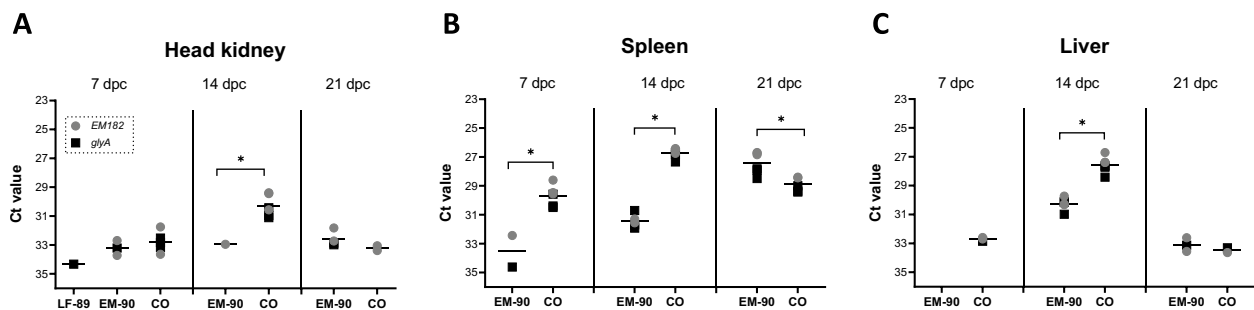 A
Head kidney
7 dpc 14 dpc 21 dpc
Ct value
23
25
27
29
31
33
35
EM182
glyA
*
LF-89 EM-90 CO EM-90 CO EM-90 CO
B
Spleen
7 dpc 14 dpc 21 dpc
Ct value
23
25
27
29
31
33
35
* * *
EM-90 CO EM-90 CO EM-90 CO
C
Liver
7 dpc 14 dpc 21 dpc
Ct value
23
25
27
29
31
33
35
*
EM-90 CO EM-90 CO EM-90 CO